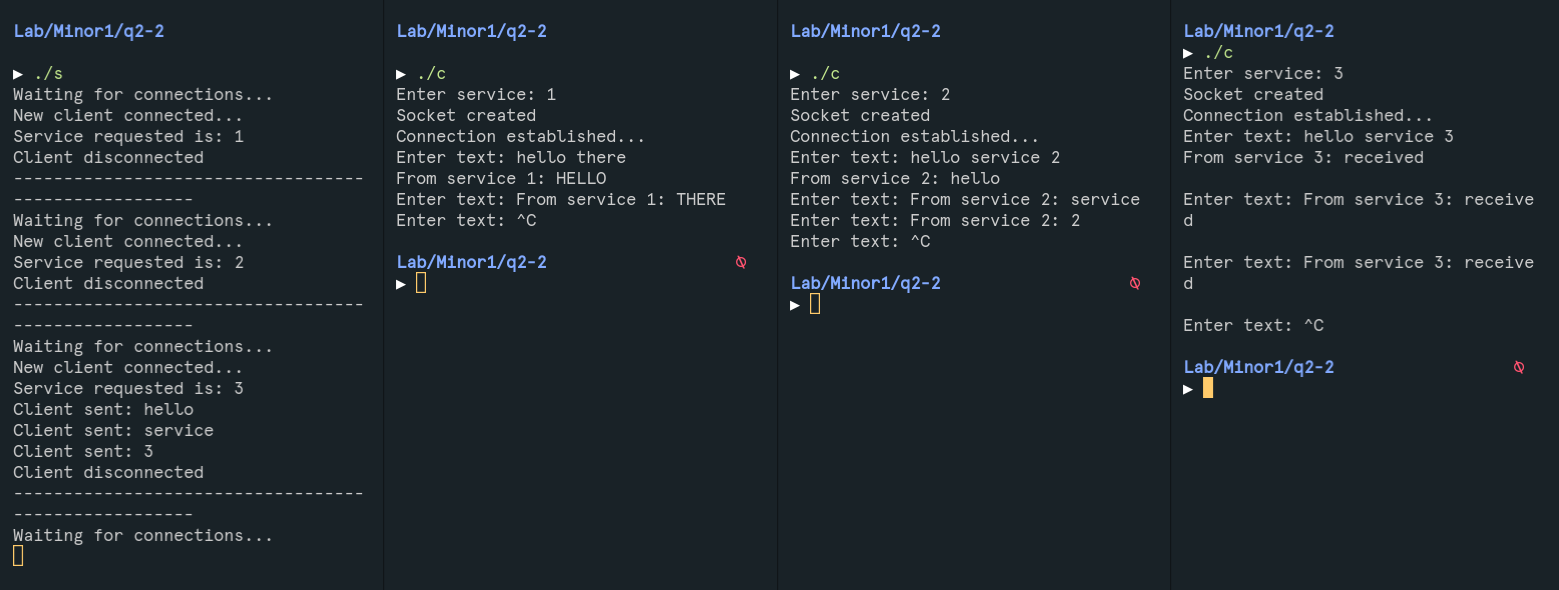 Lab/Minor1/q2-2
▶ ./s
Waiting for connections...
New client connected...
Service requested is: 1
Client disconnected
-----------------------------------
------------------
Waiting for connections...
New client connected...
Service requested is: 2
Client disconnected
-----------------------------------
------------------
Waiting for connections...
New client connected...
Service requested is: 3
Client sent: hello
Client sent: service
Client sent: 3
Client disconnected
-----------------------------------
------------------
Waiting for connections...
Lab/Minor1/q2-2
▶ ./c
Enter service: 1
Socket created
Connection established...
Enter text: hello there
From service 1: HELLO
Enter text: From service 1: THERE
Enter text: ^C
Lab/Minor1/q2-2
▶
Lab/Minor1/q2-2
▶ ./c
Enter service: 2
Socket created
Connection established...
Enter text: hello service 2
From service 2: hello
Enter text: From service 2: service
Enter text: From service 2: 2
Enter text: ^C
Lab/Minor1/q2-2
▶
Lab/Minor1/q2-2
▶ ./c
Enter service: 3
Socket created
Connection established...
Enter text: hello service 3
From service 3: received
Enter text: From service 3: receive
d
Enter text: From service 3: receive
d
Enter text: ^C
Lab/Minor1/q2-2
▶